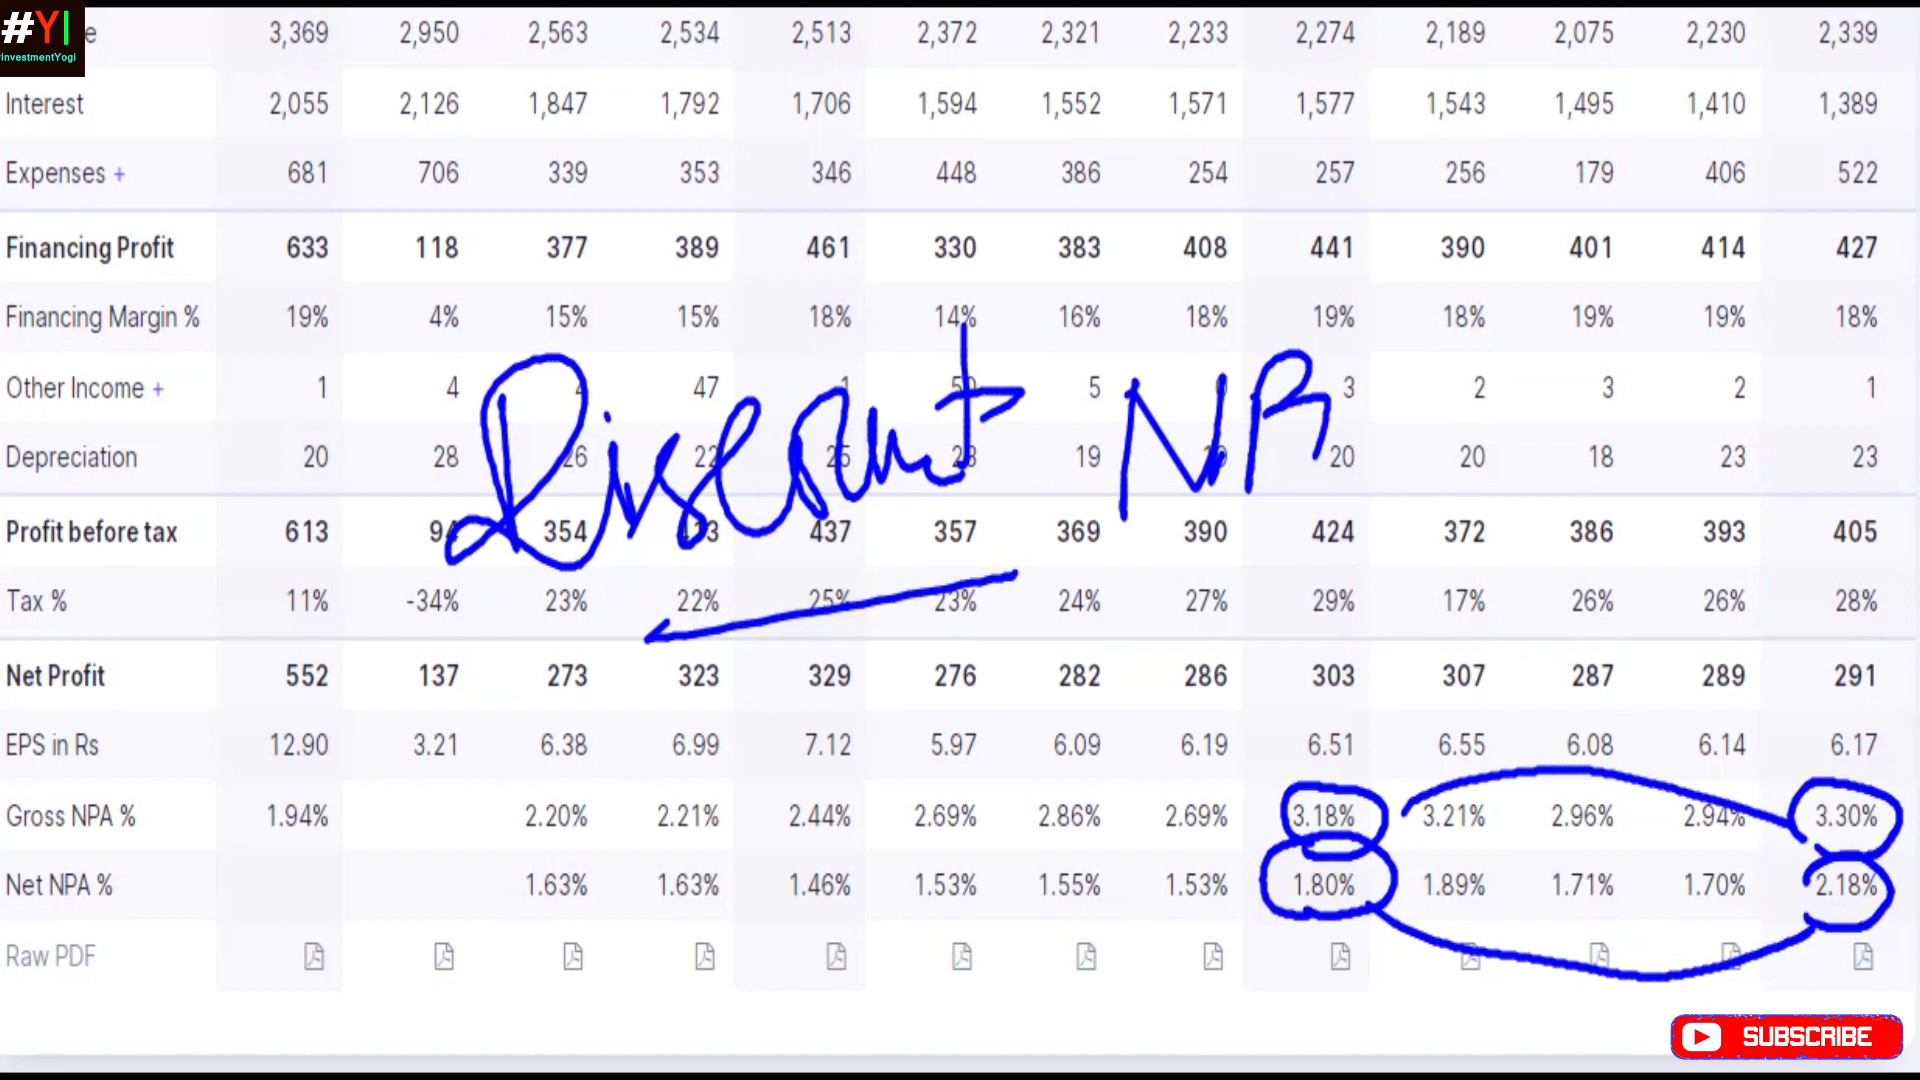 #YI
InvestmentYogi
e 3,369 2,950 2,563 2,534 2,513 2,372 2,321 2,233 2,274 2,189 2,075 2,230 2,339
Interest 2,055 2,126 1,847 1,792 1,706 1,594 1,552 1,571 1,577 1,543 1,495 1,410 1,389
Expenses + 681 706 339 353 346 448 386 254 257 256 179 406 522
Financing Profit 633 118 377 389 461 330 383 408 441 390 401 414 427
Financing Margin % 19% 4% 15% 15% 18% 14% 16% 18% 19% 18% 19% 19% 18%
Other Income + 1 4 47 1 5 3 2 3 2 1
Discount NP
Depreciation 20 28 26 22 25 23 19 20 20 18 23 23
Profit before tax 613 94 354 437 357 369 390 424 372 386 393 405
Tax % 11% -34% 23% 22% 25% 23% 24% 27% 29% 17% 26% 26% 28%
Net Profit 552 137 273 323 329 276 282 286 303 307 287 289 291
EPS in Rs 12.90 3.21 6.38 6.99 7.12 5.97 6.09 6.19 6.51 6.55 6.08 6.14 6.17
Gross NPA % 1.94% 2.20% 2.21% 2.44% 2.69% 2.86% 2.69% 3.18% 3.21% 2.96% 2.94% 3.30%
Net NPA % 1.63% 1.63% 1.46% 1.53% 1.55% 1.53% 1.80% 1.89% 1.71% 1.70% 2.18%
Raw PDF
SUBSCRIBE